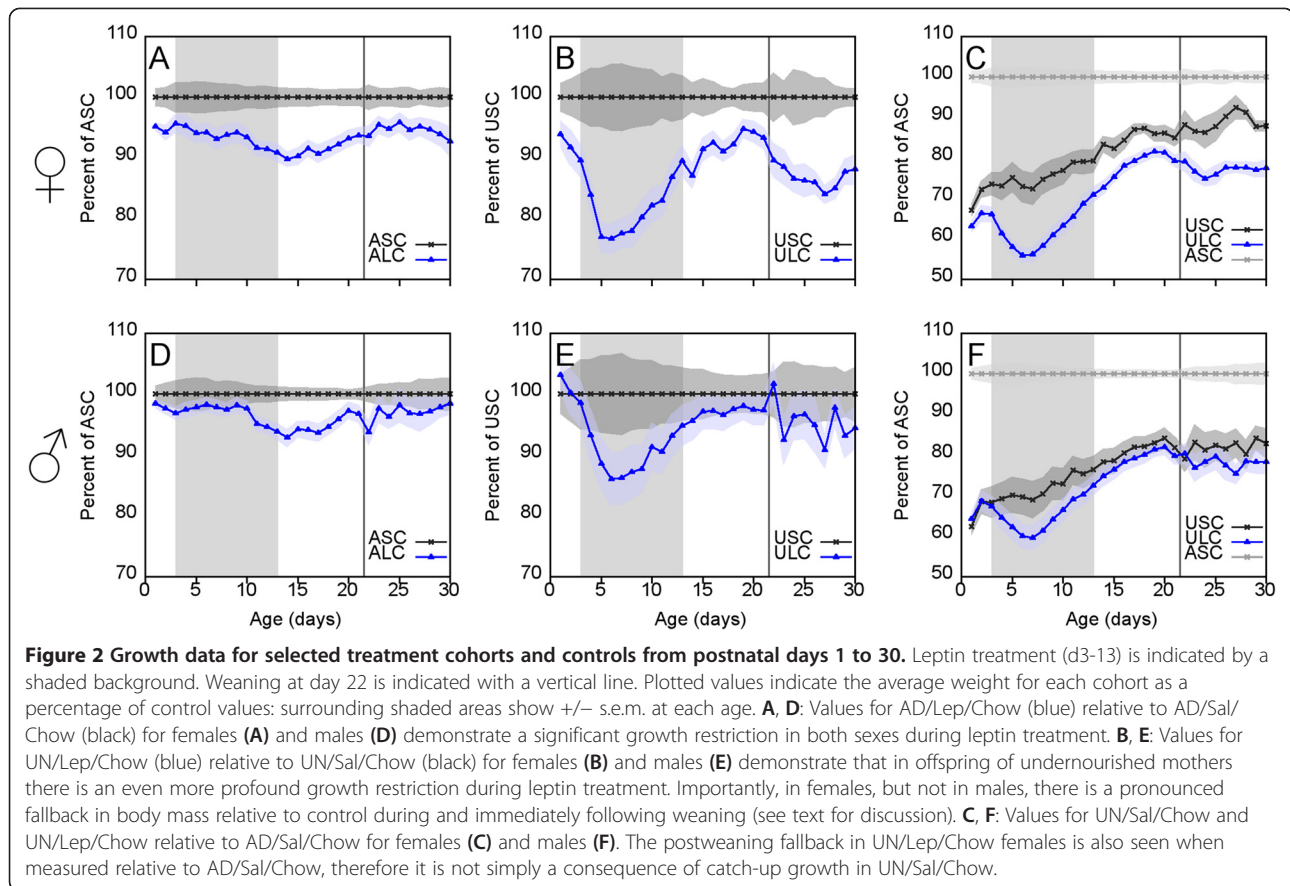 A
110
100
90
80
70
Percent of ASC
ASC
ALC
B
110
100
90
80
70
Percent of USC
USC
ULC
C
110
100
90
80
70
60
50
Percent of ASC
USC
ULC
ASC
♀
D
110
100
90
80
70
Percent of ASC
ASC
ALC
0 5 10 15 20 25 30
Age (days)
E
110
100
90
80
70
Percent of USC
USC
ULC
0 5 10 15 20 25 30
Age (days)
F
110
100
90
80
70
60
50
Percent of ASC
USC
ULC
ASC
0 5 10 15 20 25 30
Age (days)
♂
Figure 2 Growth data for selected treatment cohorts and controls from postnatal days 1 to 30. Leptin treatment (d3-13) is indicated by a
shaded background. Weaning at day 22 is indicated with a vertical line. Plotted values indicate the average weight for each cohort as a
percentage of control values: surrounding shaded areas show +/− s.e.m. at each age. A, D: Values for AD/Lep/Chow (blue) relative to AD/Sal/
Chow (black) for females (A) and males (D) demonstrate a significant growth restriction in both sexes during leptin treatment. B, E: Values for
UN/Lep/Chow (blue) relative to UN/Sal/Chow (black) for females (B) and males (E) demonstrate that in offspring of undernourished mothers
there is an even more profound growth restriction during leptin treatment. Importantly, in females, but not in males, there is a pronounced
fallback in body mass relative to control during and immediately following weaning (see text for discussion). C, F: Values for UN/Sal/Chow and
UN/Lep/Chow relative to AD/Sal/Chow for females (C) and males (F). The postweaning fallback in UN/Lep/Chow females is also seen when
measured relative to AD/Sal/Chow, therefore it is not simply a consequence of catch-up growth in UN/Sal/Chow.